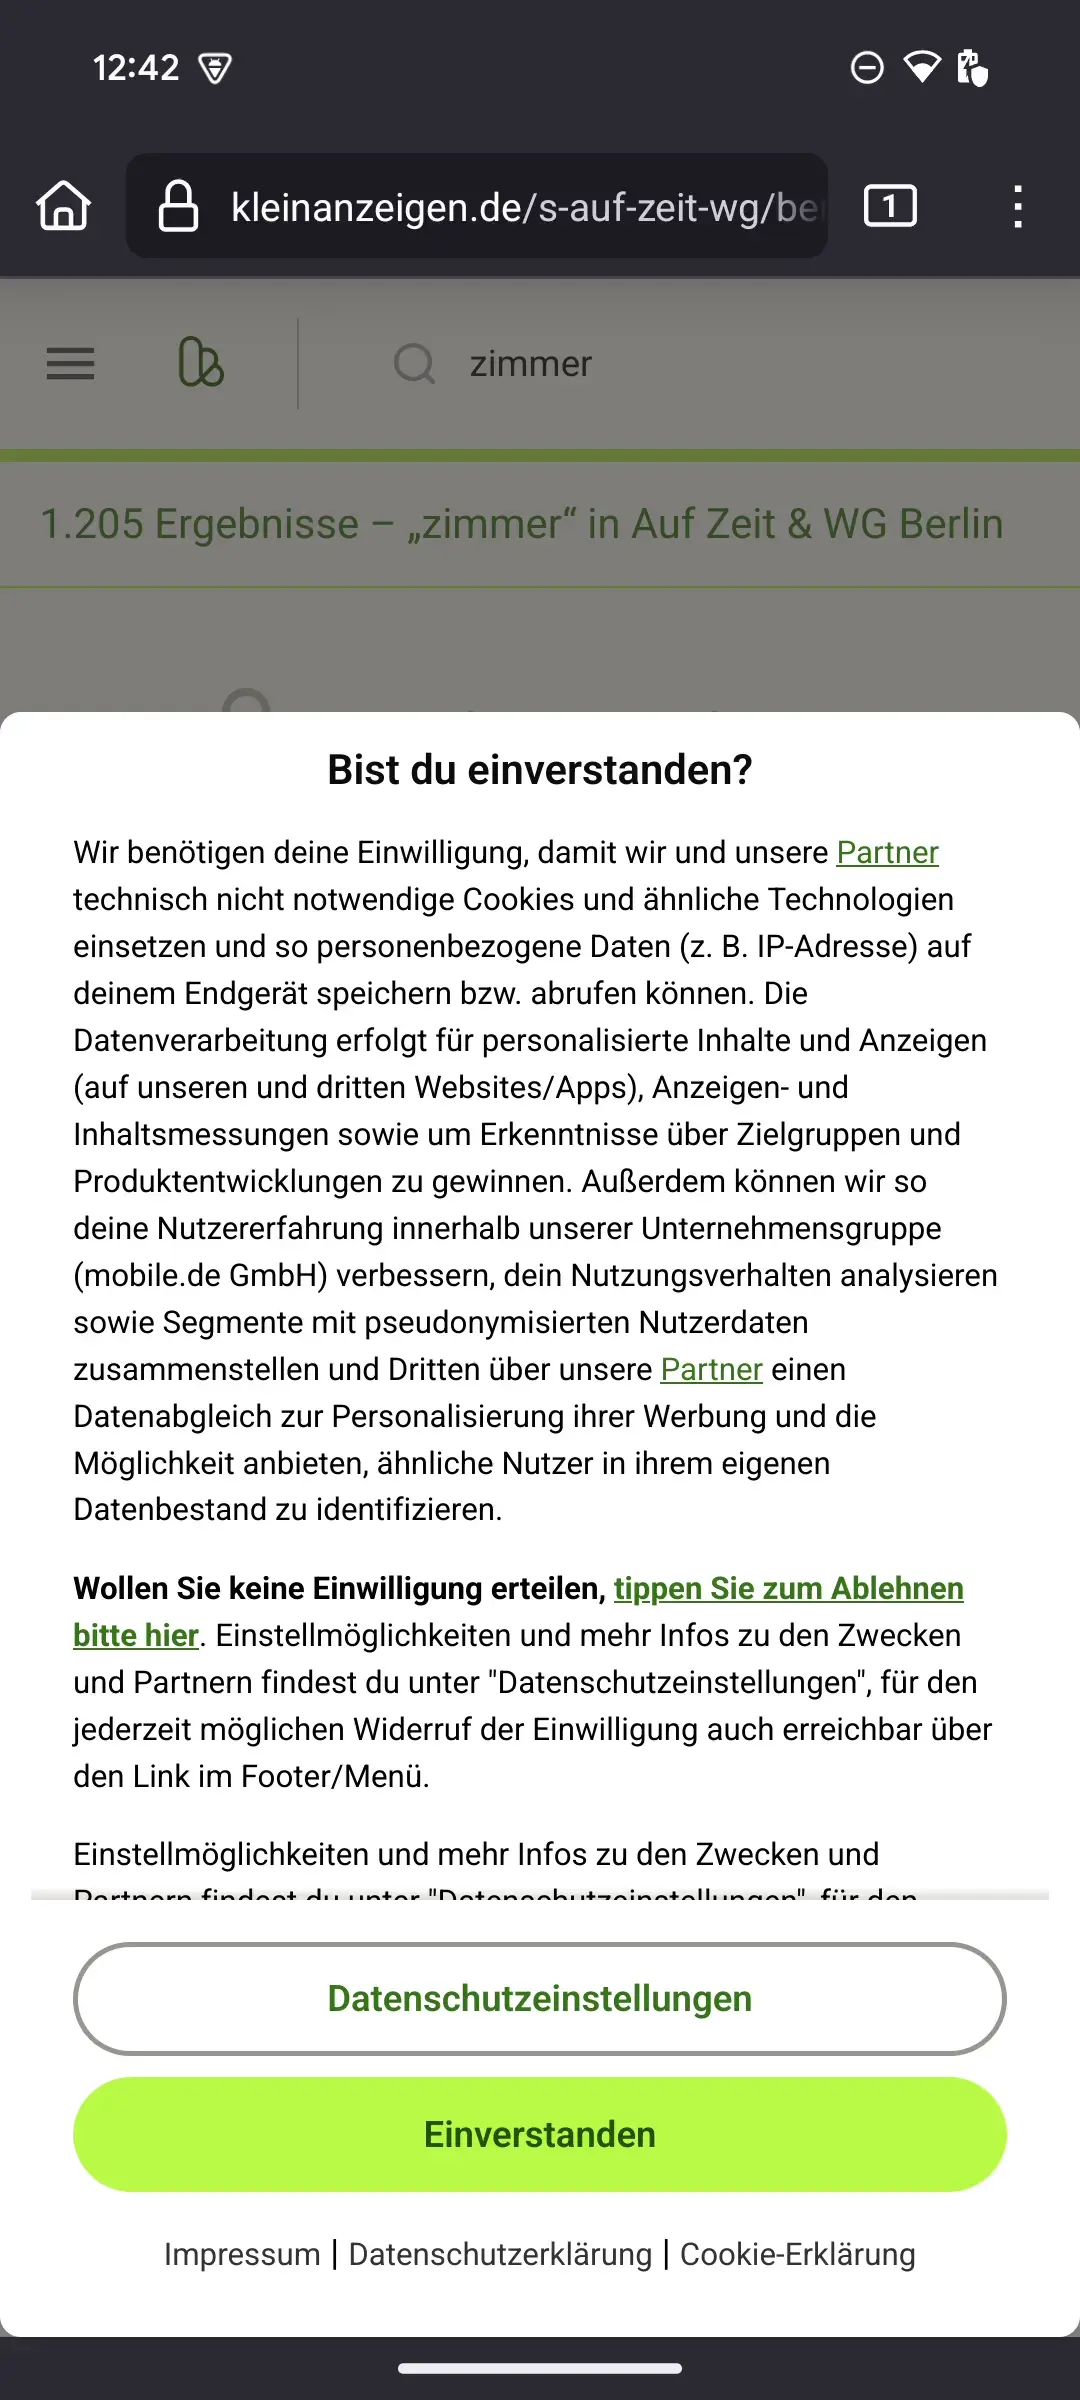 12:42
kleinanzeigen.de/s-auf-zeit-wg/be
1
zimmer
1.205 Ergebnisse – „zimmer“ in Auf Zeit & WG Berlin
Bist du einverstanden?
Wir benötigen deine Einwilligung, damit wir und unsere Partner
technisch nicht notwendige Cookies und ähnliche Technologien
einsetzen und so personenbezogene Daten (z. B. IP-Adresse) auf
deinem Endgerät speichern bzw. abrufen können. Die
Datenverarbeitung erfolgt für personalisierte Inhalte und Anzeigen
(auf unseren und dritten Websites/Apps), Anzeigen- und
Inhaltsmessungen sowie um Erkenntnisse über Zielgruppen und
Produktentwicklungen zu gewinnen. Außerdem können wir so
deine Nutzererfahrung innerhalb unserer Unternehmensgruppe
(mobile.de GmbH) verbessern, dein Nutzungsverhalten analysieren
sowie Segmente mit pseudonymisierten Nutzerdaten
zusammenstellen und Dritten über unsere Partner einen
Datenabgleich zur Personalisierung ihrer Werbung und die
Möglichkeit anbieten, ähnliche Nutzer in ihrem eigenen
Datenbestand zu identifizieren.
Wollen Sie keine Einwilligung erteilen, tippen Sie zum Ablehnen
bitte hier. Einstellmöglichkeiten und mehr Infos zu den Zwecken
und Partnern findest du unter "Datenschutzeinstellungen", für den
jederzeit möglichen Widerruf der Einwilligung auch erreichbar über
den Link im Footer/Menü.
Einstellmöglichkeiten und mehr Infos zu den Zwecken und
Partnern findest du unter "Datenschutzeinstellungen", für den
Datenschutzeinstellungen
Einverstanden
Impressum | Datenschutzerklärung | Cookie-Erklärung